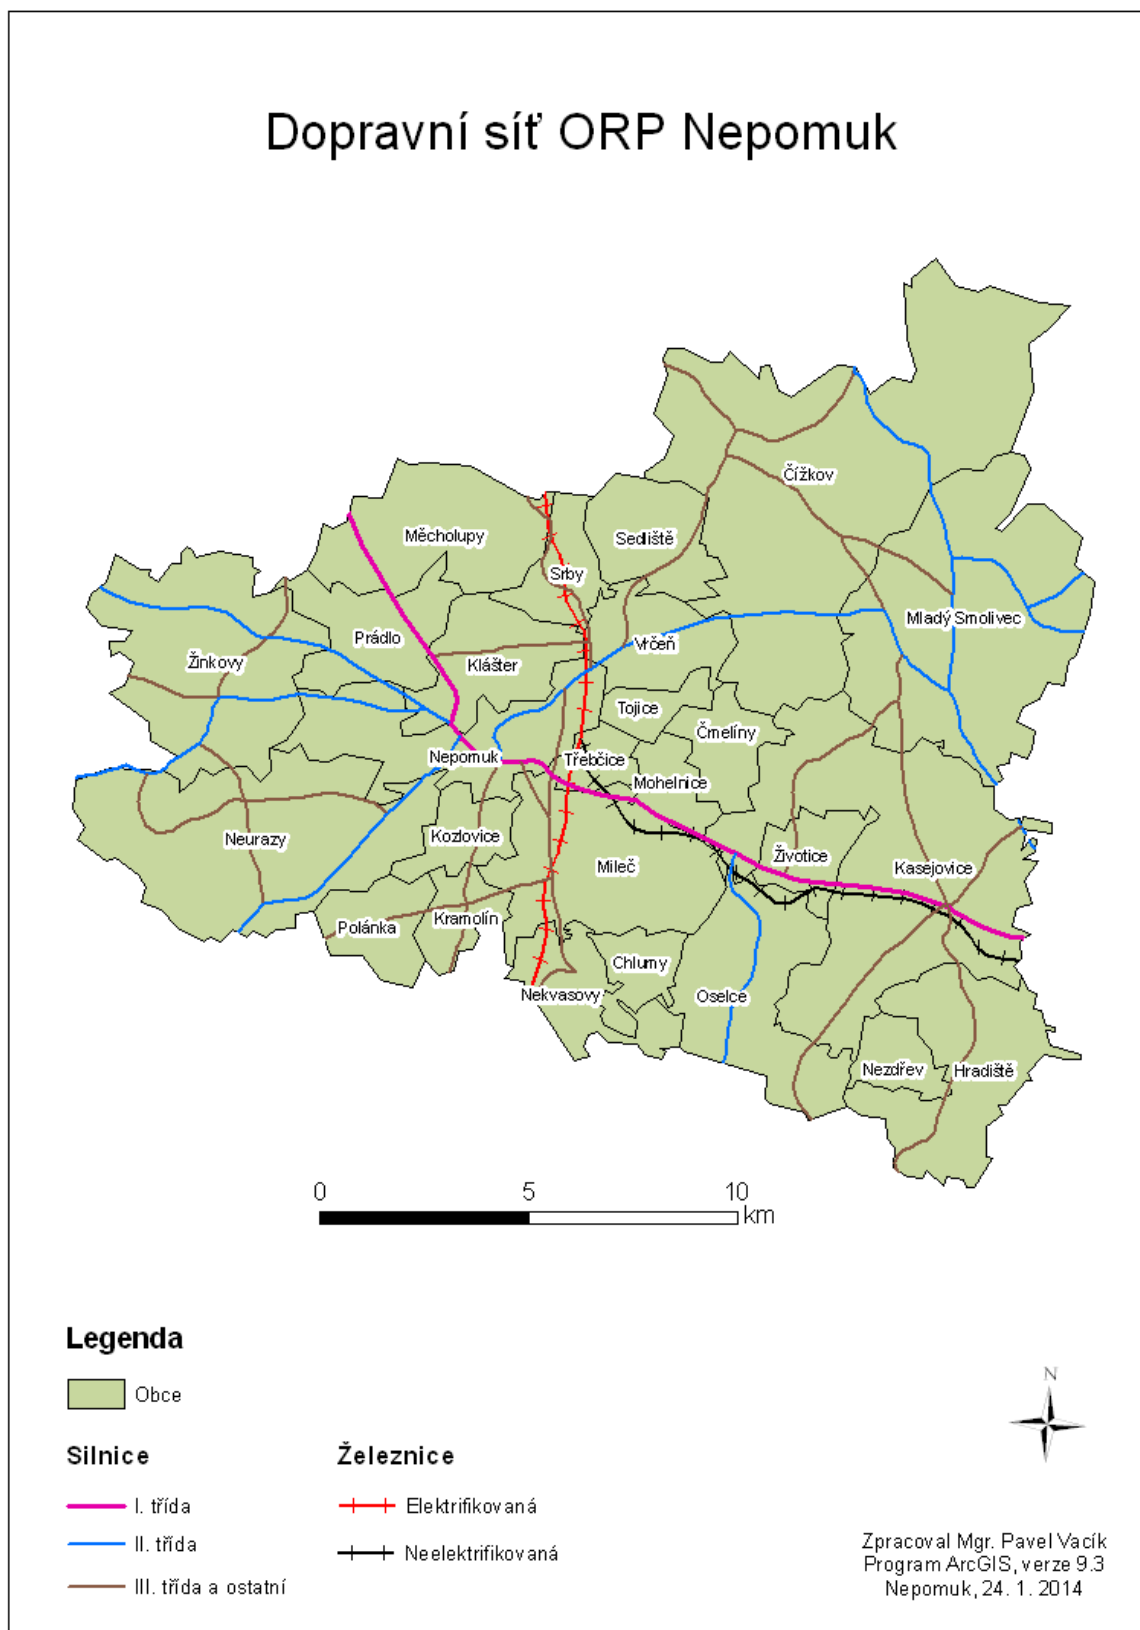 Dopravní síť ORP Nepomuk
Čížkov
Měcholupy
Sedliště
Srby
Mladý Smolivec
Prádlo
Vrčeň
Žinkovy
Klášter
Tojice
Čmelíny
Nepomuk
Třebčice
Mohelnice
Neurazy
Kozlovice
Životice
Mileč
Kasejovice
Polánka
Kramolín
Chlumy
Nekvasovy
Oselce
Nezdřev
Hradiště
0 5 10
km
Legenda
Obce
N
Silnice
Železnice
I. třída
Elektrifikovaná
II. třída
Neelektrifikovaná
III. třída a ostatní
Zpracoval Mgr. Pavel Vacík
Program ArcGIS, verze 9.3
Nepomuk, 24. 1. 2014